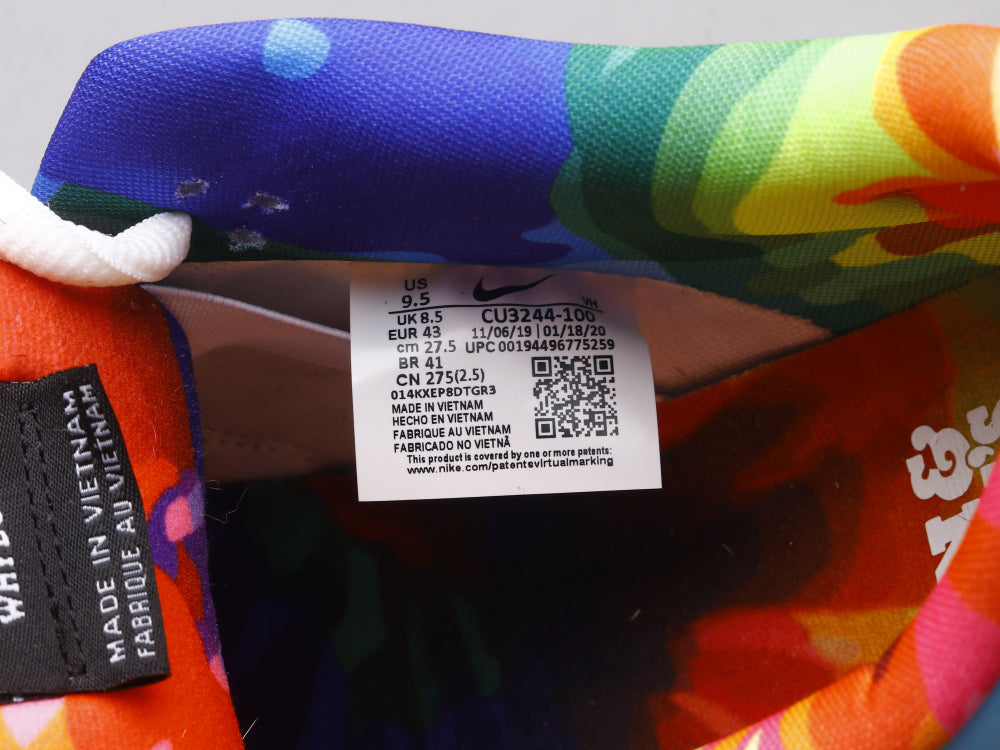 US
9.5
VH
UK 8.5 CU3244-100
EUR 43 11/06/19 | 01/18/20
cm 27.5 UPC 00194496775259
BR 41
CN 275(2.5)
014KXEP8DTGR3
MADE IN VIETNAM
HECHO EN VIETNAM
FABRIQUE AU VIETNAM
FABRICADO NO VIETNÃ
This product is covered by one or more patents:
www.nike.com/patentsvirtualmarking
MADE IN VIETNAM
FABRIQUE AU VIETNAM